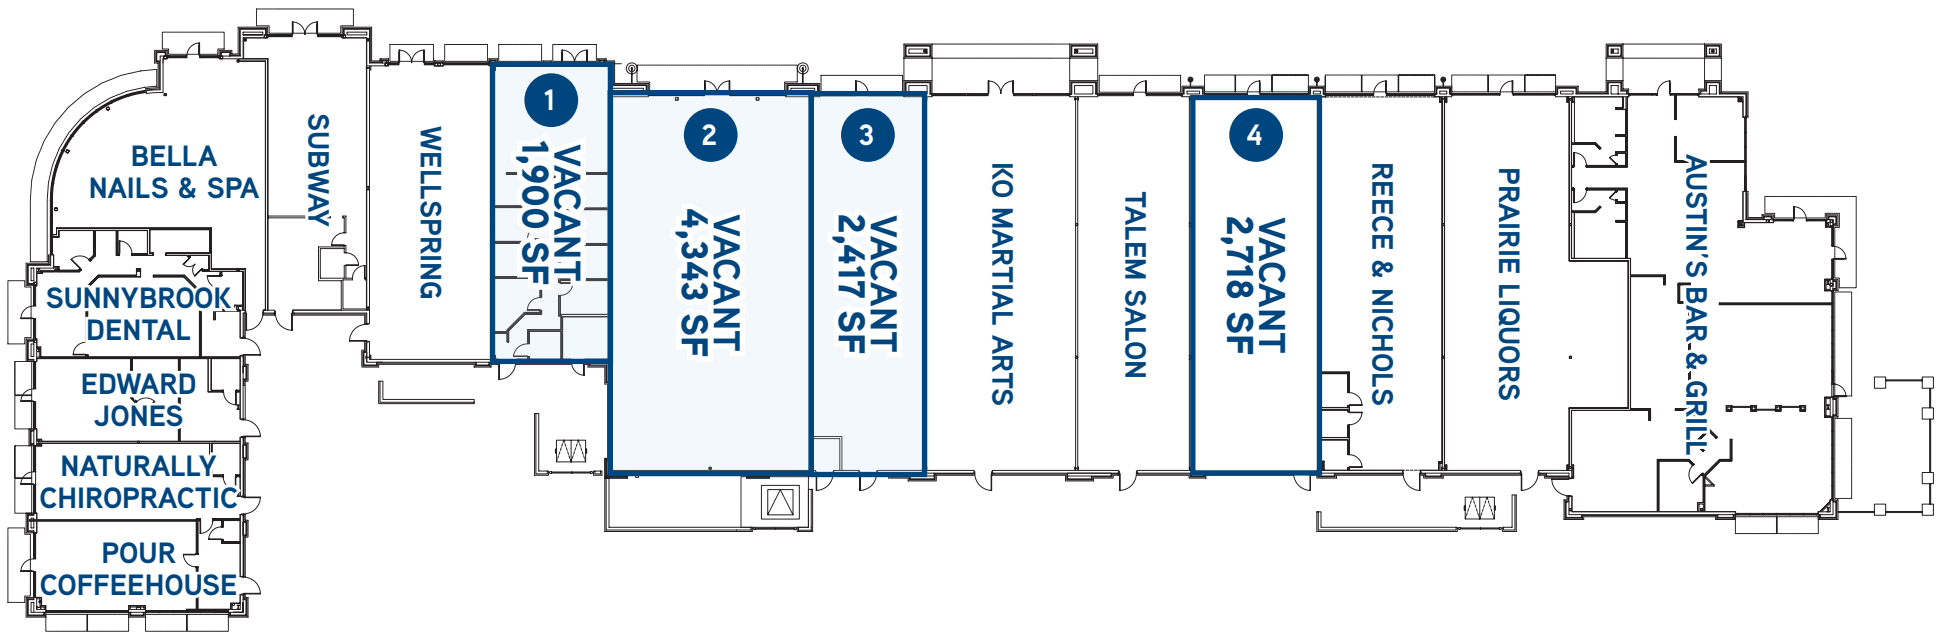 BELLA
NAILS & SPA
SUBWAY
WELLSPRING
1
VACANT
1,900 SF
2
VACANT
4,343 SF
3
VACANT
2,417 SF
KO MARTIAL ARTS
TALEM SALON
4
VACANT
2,718 SF
REECE & NICHOLS
PRAIRIE LIQUORS
AUSTIN'S BAR & GRILL
SUNNYBROOK
DENTAL
EDWARD
JONES
NATURALLY
CHIROPRACTIC
POUR
COFFEEHOUSE